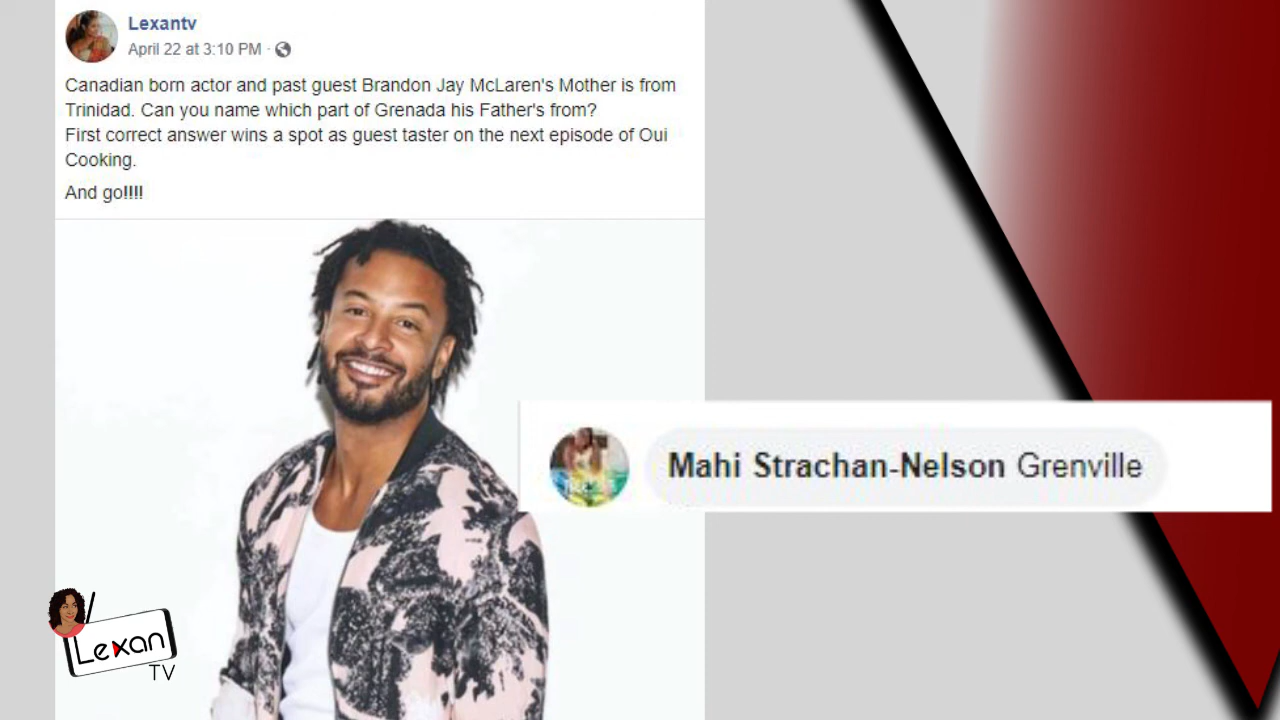 Lexantv
April 22 at 3:10 PM ·
Canadian born actor and past guest Brandon Jay McLaren's Mother is from
Trinidad. Can you name which part of Grenada his Father's from?
First correct answer wins a spot as guest taster on the next episode of Oui
Cooking.
And go!!!!
Mahi Strachan-Nelson Grenville
Lexan
TV